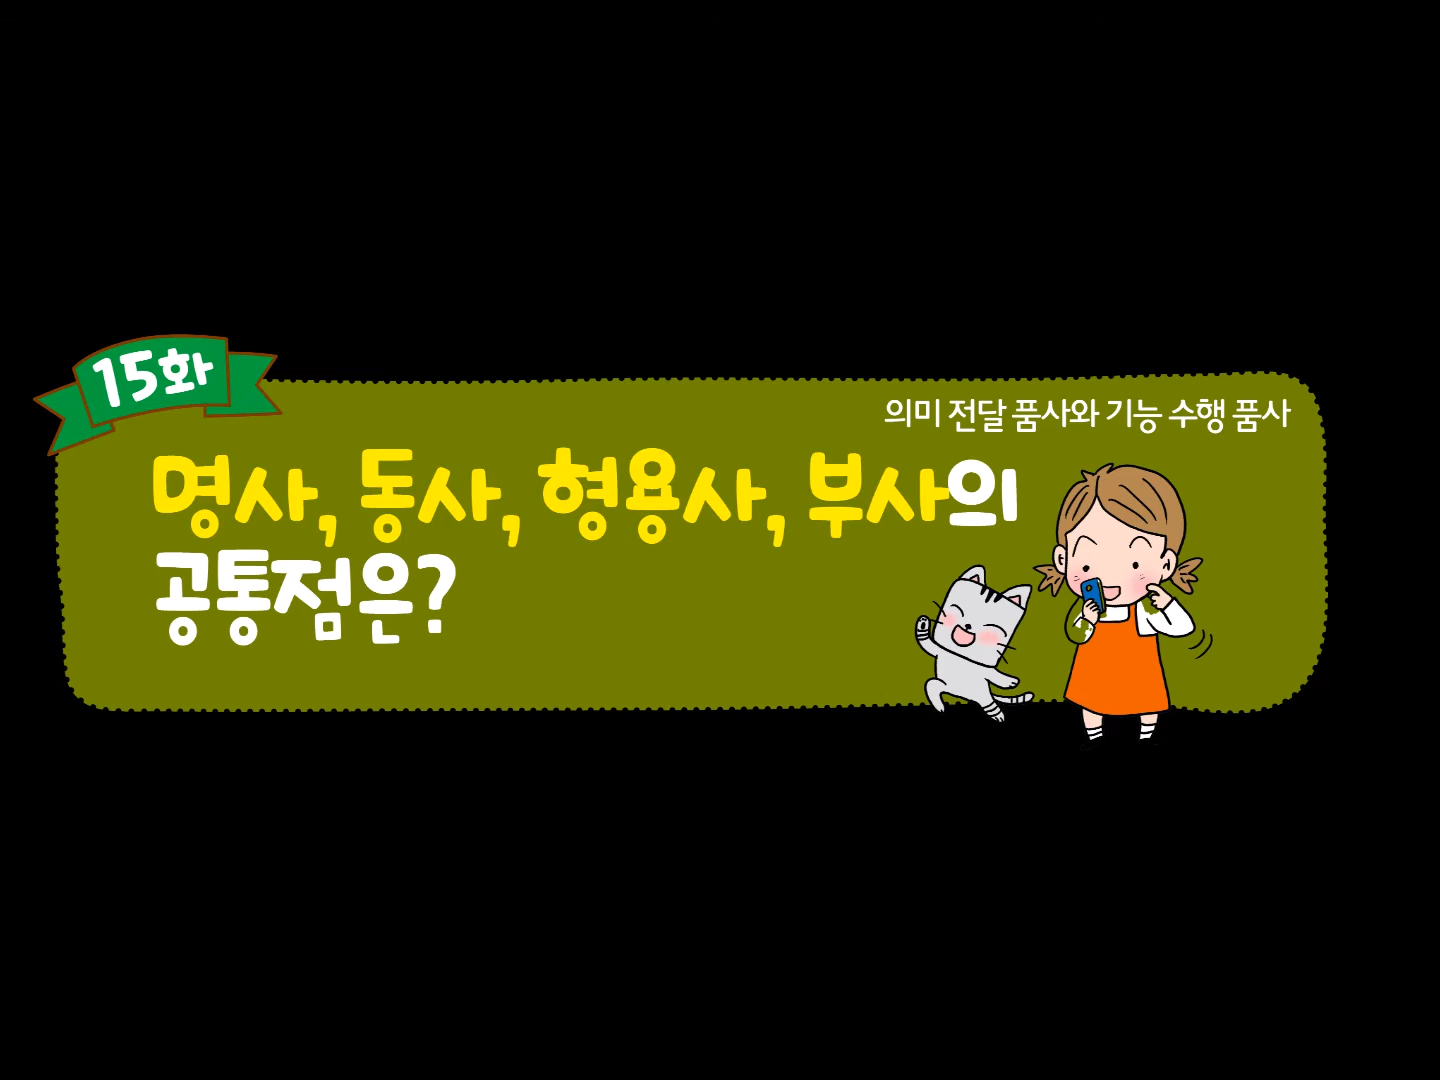 15화
의미 전달 품사와 기능 수행 품사
명사, 동사, 형용사, 부사의
공통점은?